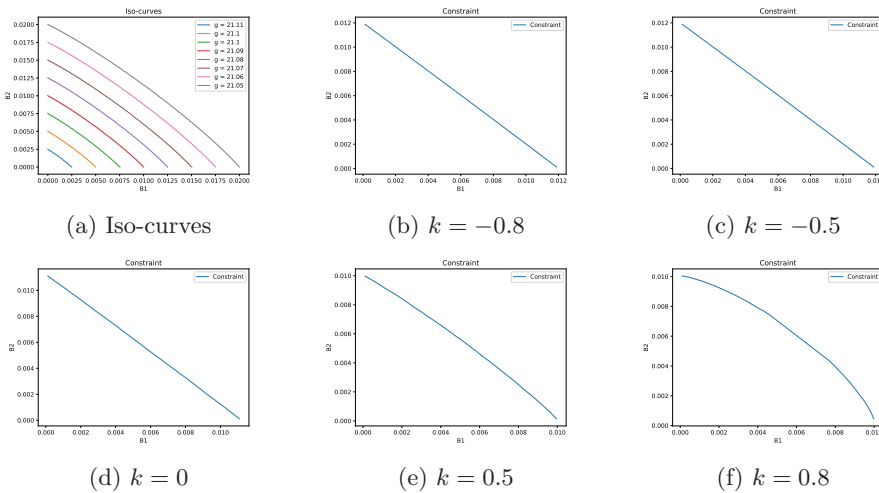 Iso-curves
g = 21.11
g = 21.1
g = 21.1
g = 21.09
g = 21.08
g = 21.07
g = 21.06
g = 21.05
0.0200
0.0175
0.0150
0.0125
0.0100
0.0075
0.0050
0.0025
0.0000
B2
0.0000 0.0025 0.0050 0.0075 0.0100 0.0125 0.0150 0.0175 0.0200
B1
(a) Iso-curves
Constraint
Constraint
0.012
0.010
0.008
0.006
0.004
0.002
0.000
B2
0.000 0.002 0.004 0.006 0.008 0.010 0.012
B1
(b) k = −0.8
Constraint
Constraint
0.012
0.010
0.008
0.006
0.004
0.002
0.000
B2
0.000 0.002 0.004 0.006 0.008 0.010 0.012
B1
(c) k = −0.5
Constraint
Constraint
0.010
0.008
0.006
0.004
0.002
0.000
B2
0.000 0.002 0.004 0.006 0.008 0.010
B1
(d) k = 0
Constraint
Constraint
0.010
0.008
0.006
0.004
0.002
0.000
B2
0.000 0.002 0.004 0.006 0.008 0.010
B1
(e) k = 0.5
Constraint
Constraint
0.010
0.008
0.006
0.004
0.002
0.000
B2
0.000 0.002 0.004 0.006 0.008 0.010
B1
(f) k = 0.8